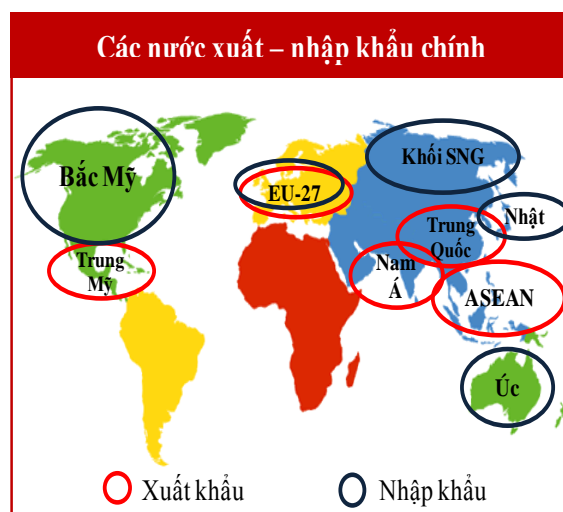 Các nước xuất – nhập khẩu chính
Khối SNG
Bắc Mỹ
EU-27
Nhật
Trung
Quốc
Trung
Mỹ
Nam
Á
ASEAN
Úc
Xuất khẩu
Nhập khẩu